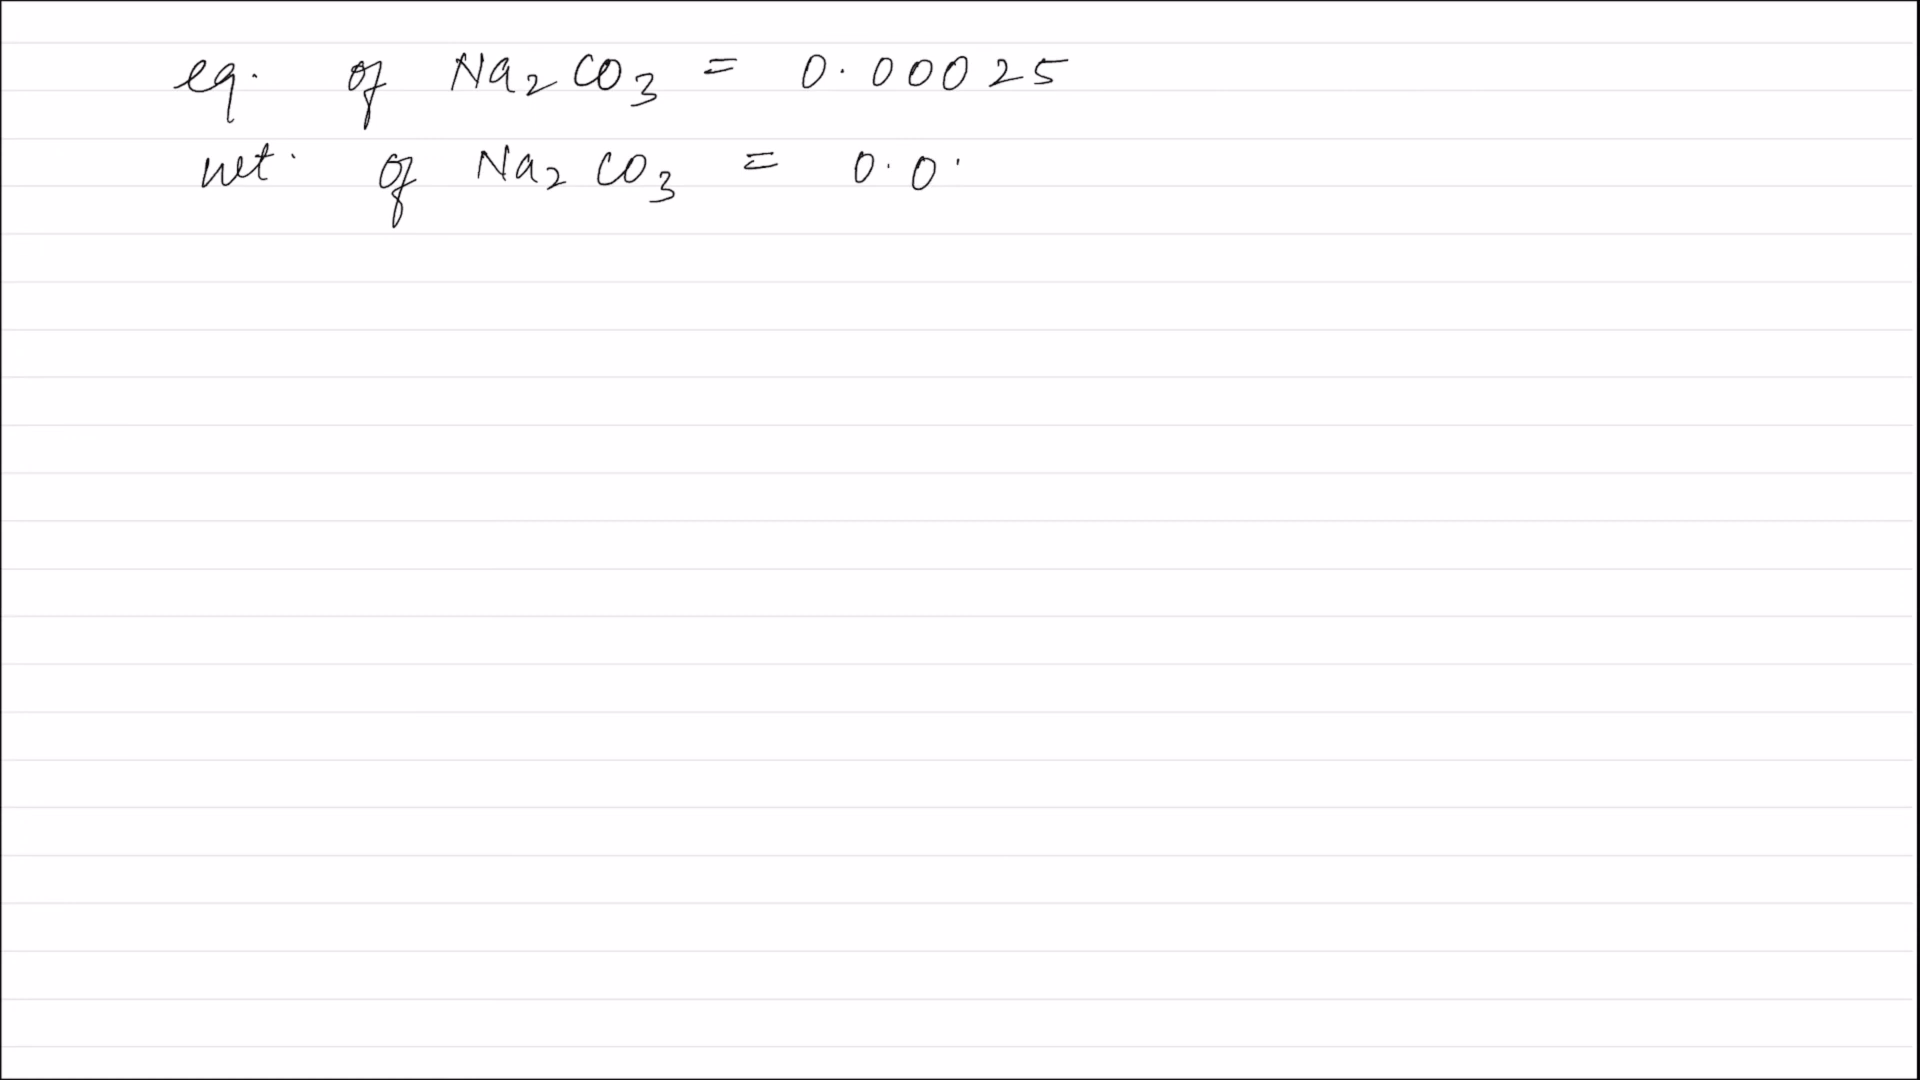 eq. of Na2CO3 = 0.00025
wt. of Na2CO3 = 0.0